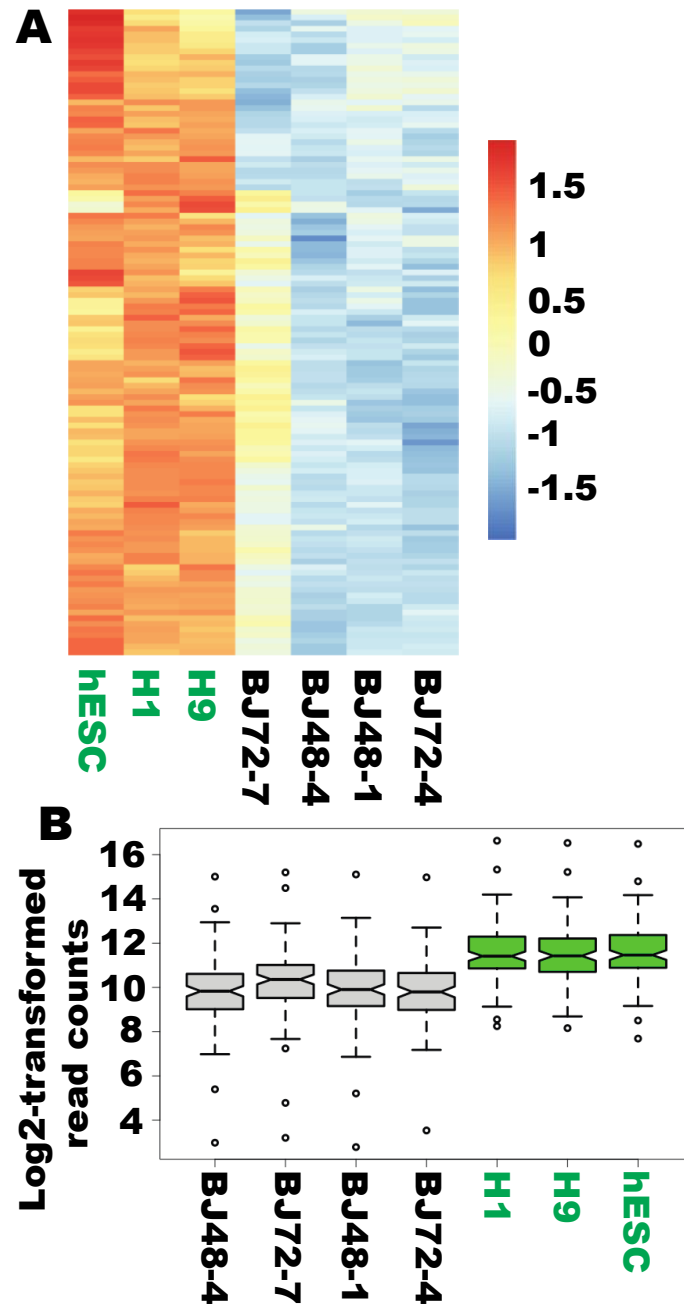 A
1.5
1
0.5
0
-0.5
-1
-1.5
hESC
H1
H9
BJ72-7
BJ48-4
BJ48-1
BJ72-4
B
Log2-transformed
read counts
16
14
12
10
8
6
4
BJ48-4
BJ72-7
BJ48-1
BJ72-4
H1
H9
hESC